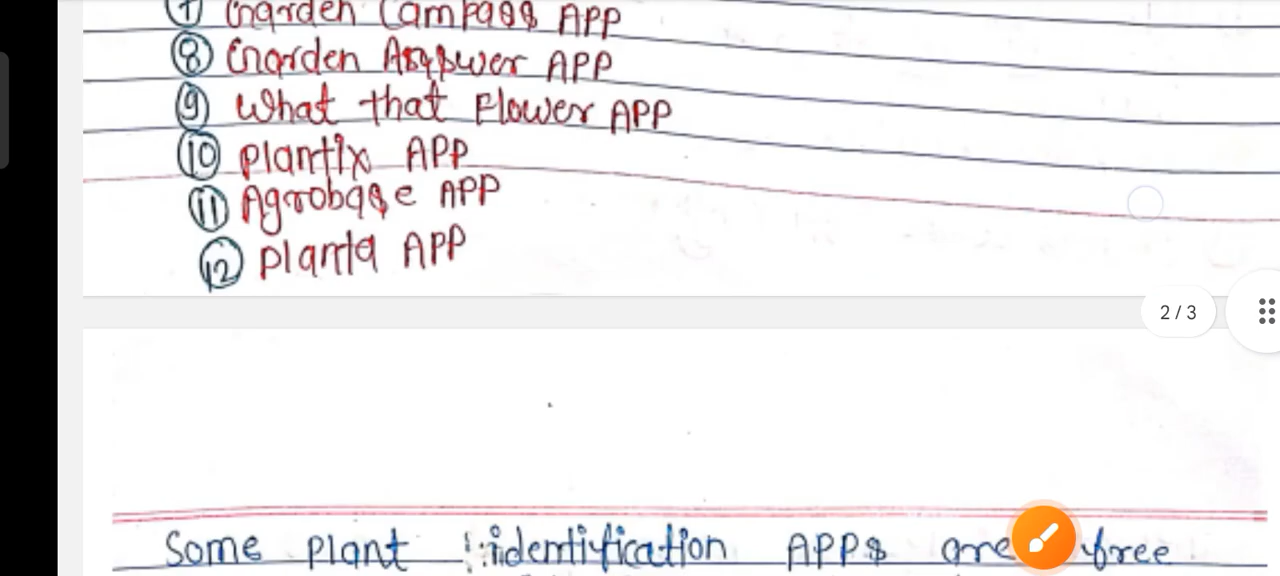 ⑦ Garden Compass APP
⑧ Garden Answer APP
⑨ What that Flower APP
⑩ Plantix APP
⑪ Agrobase APP
⑫ Planta APP
2 / 3
Some Plant identification APPs are free